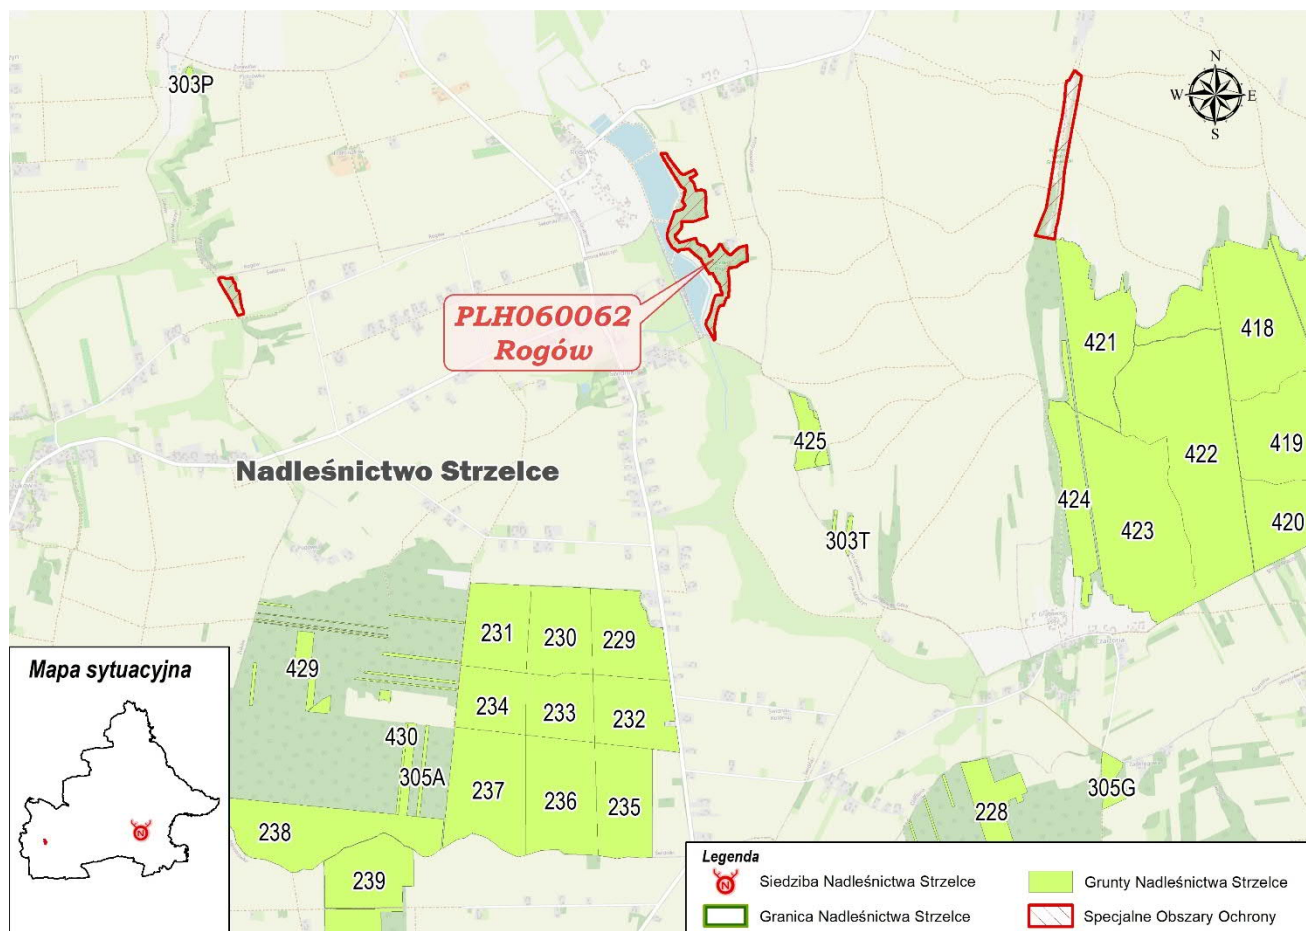 303P
N
W
E
S
PLH060062
Rogów
421
418
425
422
419
Nadleśnictwo Strzelce
424
423
420
303T
231
230
229
429
234
233
232
430
305A
237
236
235
305G
228
238
239
Mapa sytuacyjna
N
Legenda
N
Siedziba Nadleśnictwa Strzelce
Grunty Nadleśnictwa Strzelce
Granica Nadleśnictwa Strzelce
Specjalne Obszary Ochrony